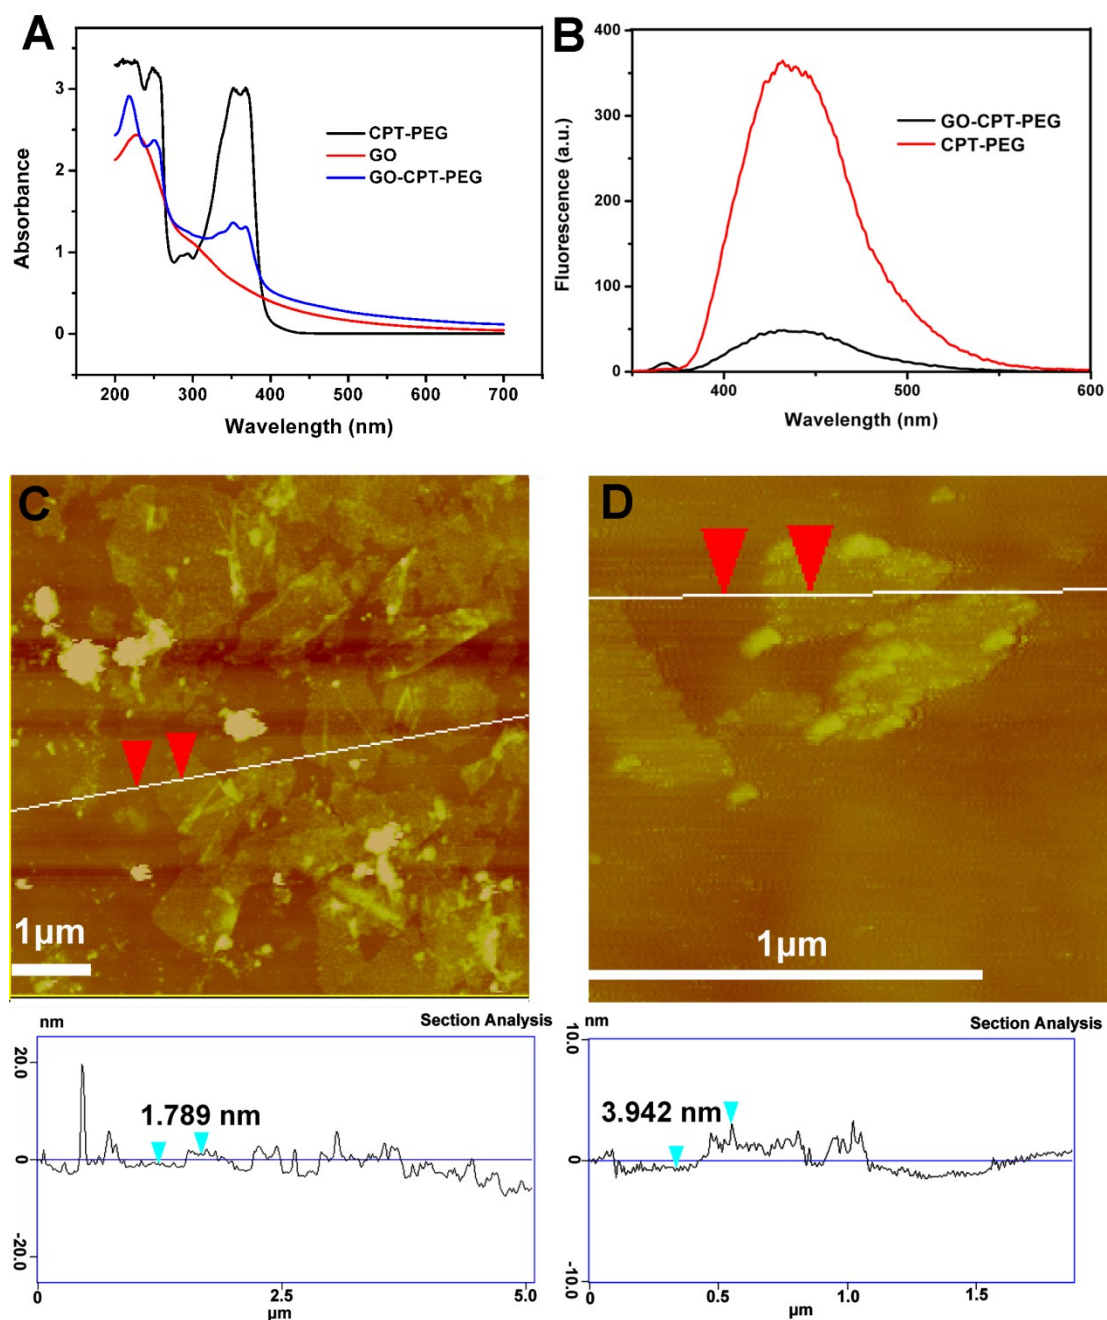 A
3
2
1
0
Absorbance
CPT-PEG
GO
GO-CPT-PEG
200 300 400 500 600 700
Wavelength (nm)
B
400
300
200
100
0
Fluorescence (a.u.)
GO-CPT-PEG
CPT-PEG
400 500 600
Wavelength (nm)
C
1µm
D
1µm
nm
Section Analysis
20.0
0
-20.0
1.789 nm
0 2.5 5.0
µm
nm
Section Analysis
10.0
0
-10.0
3.942 nm
0 0.5 1.0 1.5
µm